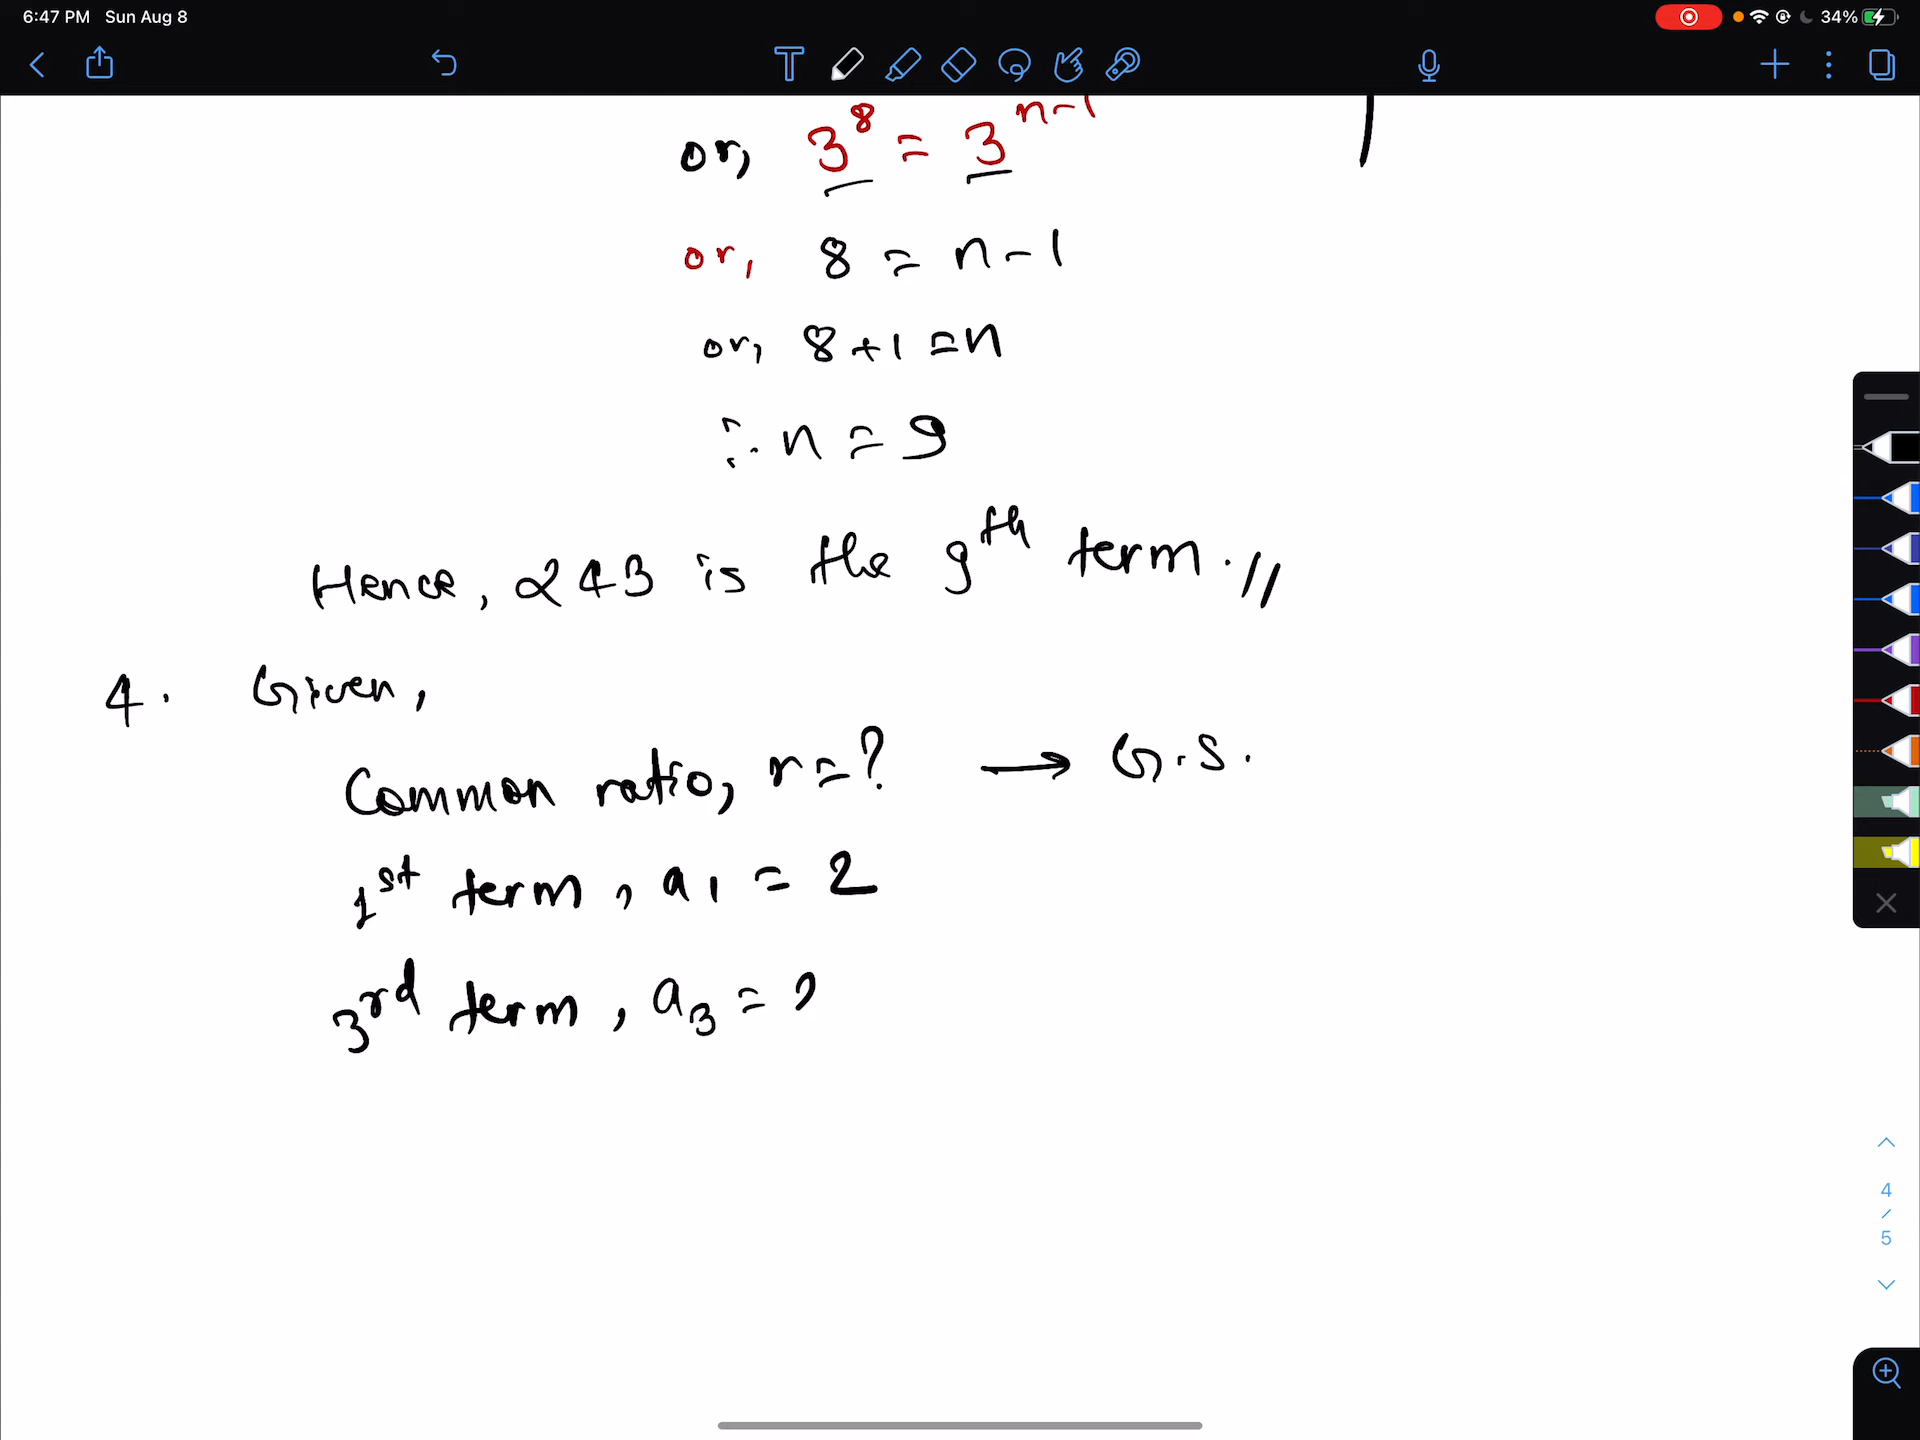 6:47 PM Sun Aug 8
34%
or, 3^8 = 3^{n-1}
or, 8 = n-1
or, 8+1 = n
∴ n = 9
Hence, 243 is the 9th term.//
4. Given,
Common ratio, r = ? → G.S.
1st term, a1 = 2
3rd term, a3 =
4
/
5